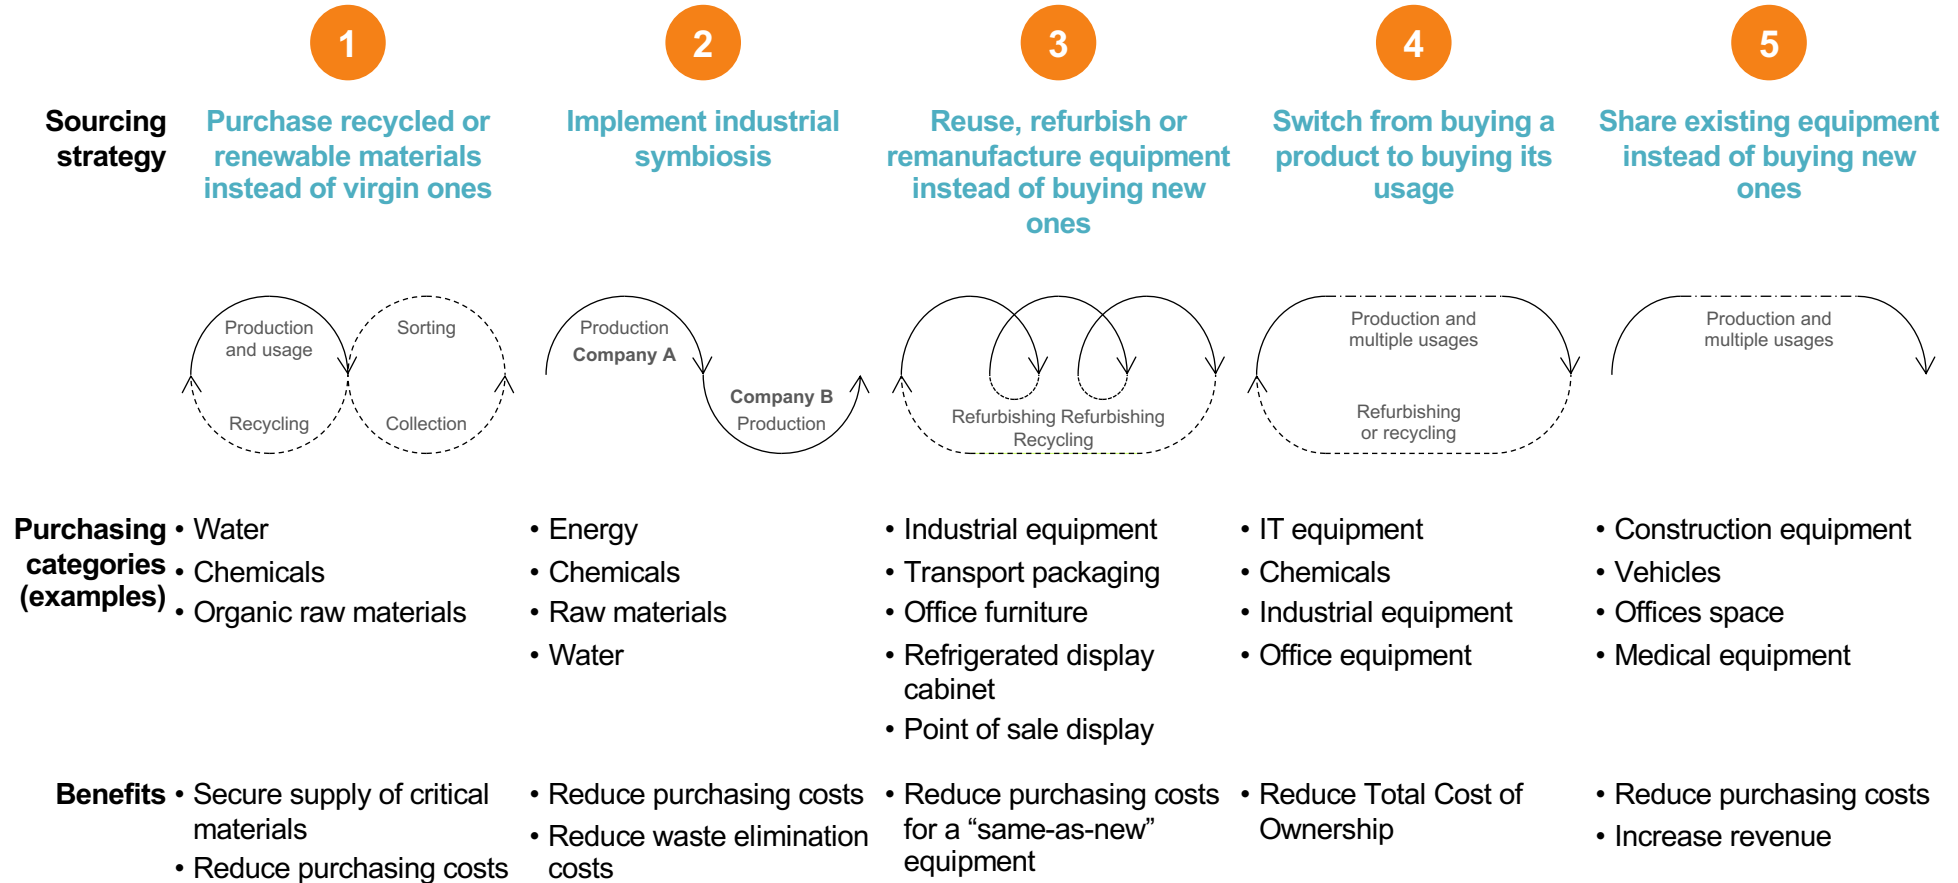 1
2
3
4
5
Sourcing
strategy
Purchase recycled or
renewable materials
instead of virgin ones
Implement industrial
symbiosis
Reuse, refurbish or
remanufacture equipment
instead of buying new
ones
Switch from buying a
product to buying its
usage
Share existing equipment
instead of buying new
ones
Production
and usage
Sorting
Recycling
Collection
Production
Company A
Company B
Production
Refurbishing Refurbishing
Recycling
Production and
multiple usages
Refurbishing
or recycling
Production and
multiple usages
Purchasing
categories
(examples)
• Water
• Chemicals
• Organic raw materials
• Energy
• Chemicals
• Raw materials
• Water
• Industrial equipment
• Transport packaging
• Office furniture
• Refrigerated display
cabinet
• Point of sale display
• IT equipment
• Chemicals
• Industrial equipment
• Office equipment
• Construction equipment
• Vehicles
• Offices space
• Medical equipment
Benefits
• Secure supply of critical
materials
• Reduce purchasing costs
• Reduce purchasing costs
• Reduce waste elimination
costs
• Reduce purchasing costs
for a “same-as-new”
equipment
• Reduce Total Cost of
Ownership
• Reduce purchasing costs
• Increase revenue